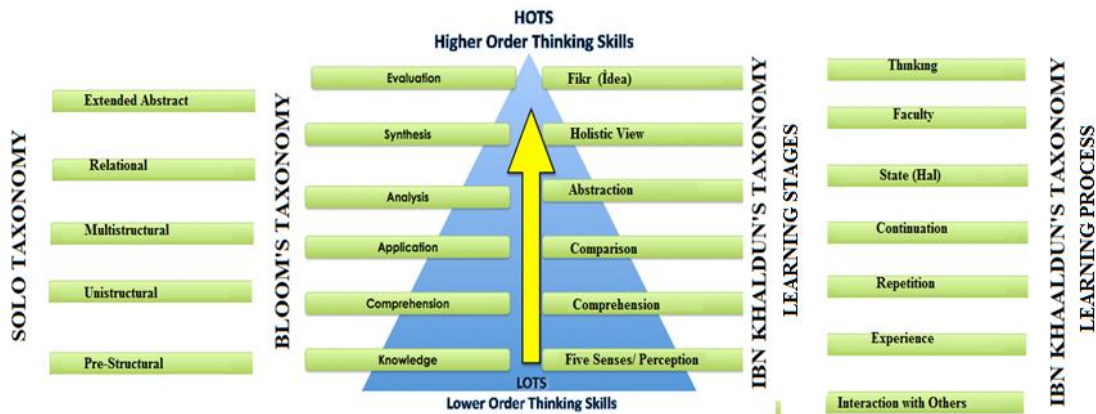 HOTS
Higher Order Thinking Skills
SOLO TAXONOMY
Extended Abstract
Relational
Multistructural
Unistructural
Pre-Structural
BLOOM'S TAXONOMY
Evaluation
Synthesis
Analysis
Application
Comprehension
Knowledge
Fikr (İdea)
Holistic View
Abstraction
Comparison
Comprehension
Five Senses/ Perception
LOTS
Lower Order Thinking Skills
IBN KHALDUN'S TAXONOMY
LEARNING STAGES
Thınkıng
Faculty
State (Hal)
Continuation
Repetition
Experience
Interaction with Others
IBN KHAALDUN'S TAXONOMY
LEARNING PROCESS